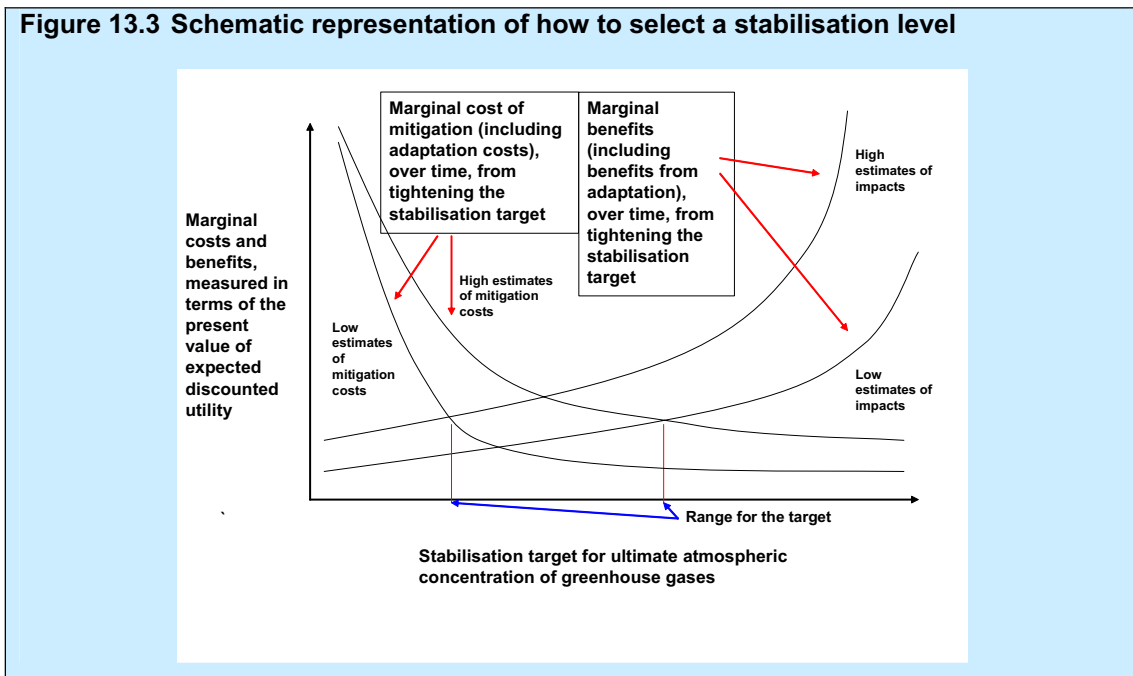 Figure 13.3 Schematic representation of how to select a stabilisation level
Marginal cost of
mitigation (including
adaptation costs),
over time, from
tightening the
stabilisation target
Marginal
benefits
(including
benefits from
adaptation),
over time, from
tightening the
stabilisation
target
High
estimates of
impacts
Marginal
costs and
benefits,
measured in
terms of the
present
value of
expected
discounted
utility
High estimates
of mitigation
costs
Low
estimates
of
mitigation
costs
Low
estimates of
impacts
`
Range for the target
Stabilisation target for ultimate atmospheric
concentration of greenhouse gases